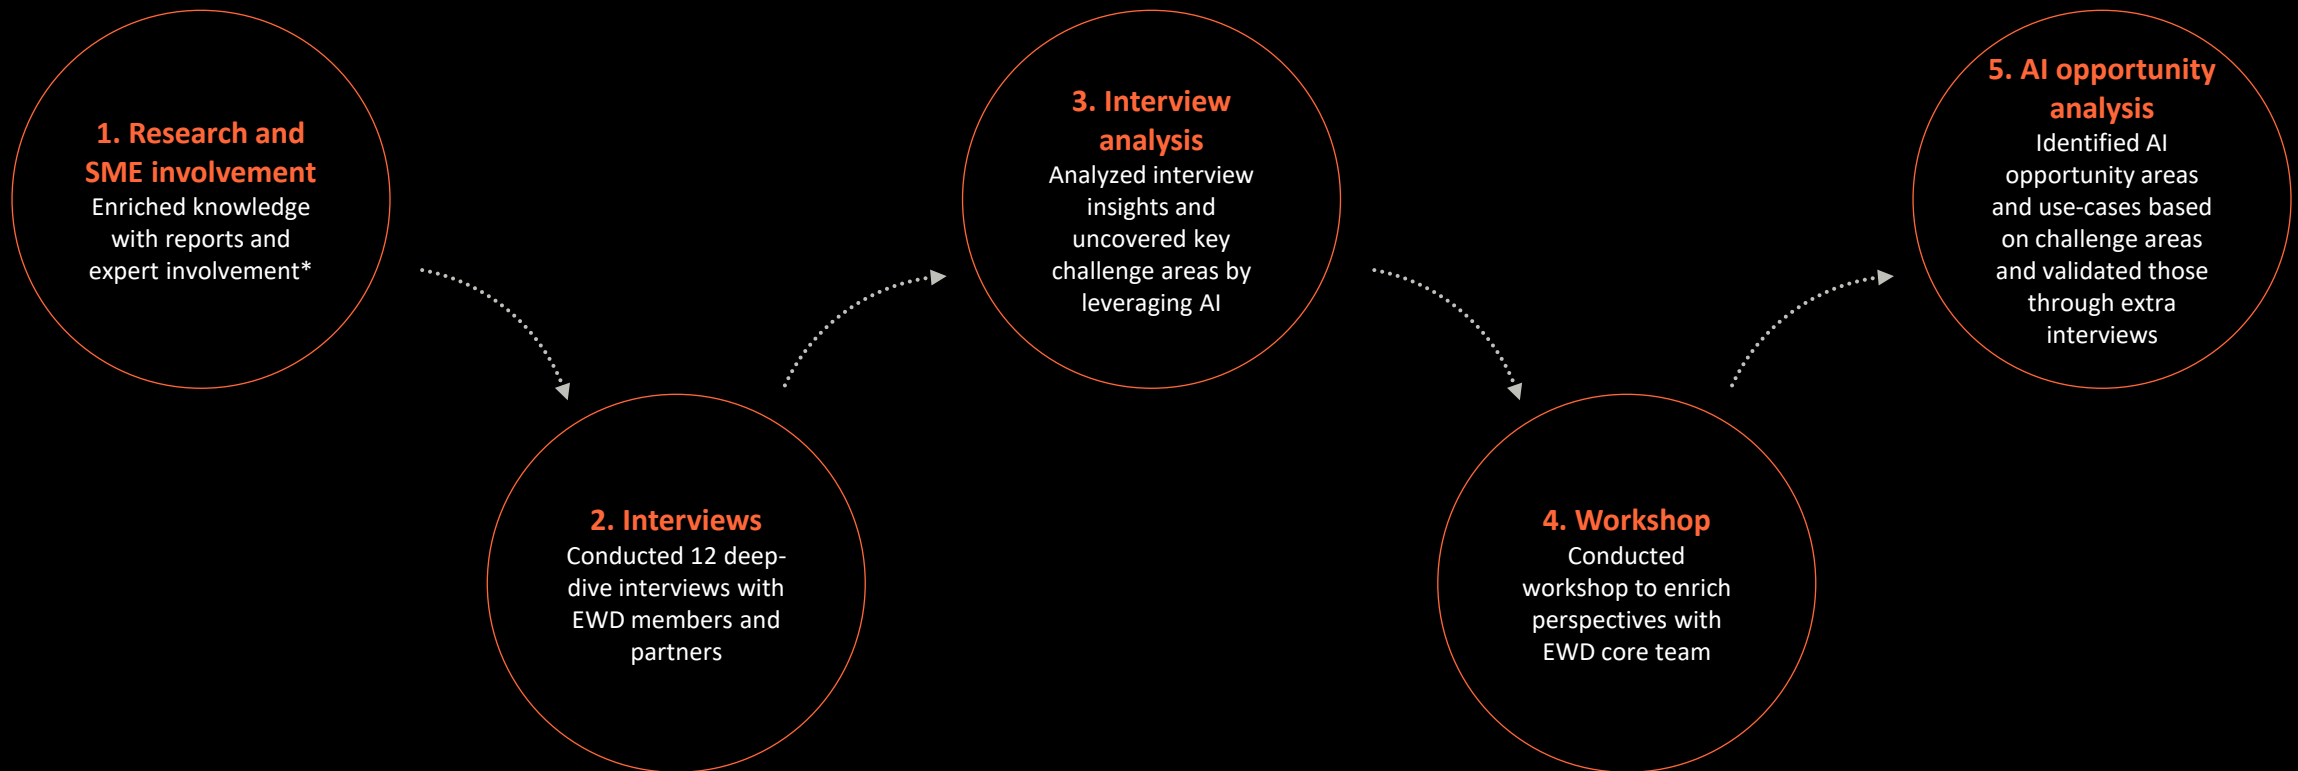 1. Research and
SME involvement
Enriched knowledge
with reports and
expert involvement*
2. Interviews
Conducted 12 deep-
dive interviews with
EWD members and
partners
3. Interview
analysis
Analyzed interview
insights and
uncovered key
challenge areas by
leveraging AI
4. Workshop
Conducted
workshop to enrich
perspectives with
EWD core team
5. AI opportunity
analysis
Identified AI
opportunity areas
and use-cases based
on challenge areas
and validated those
through extra
interviews